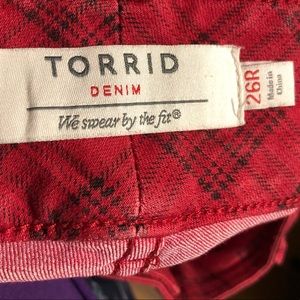 TORRID
DENIM
We swear by the fit®
26R
Made in
China